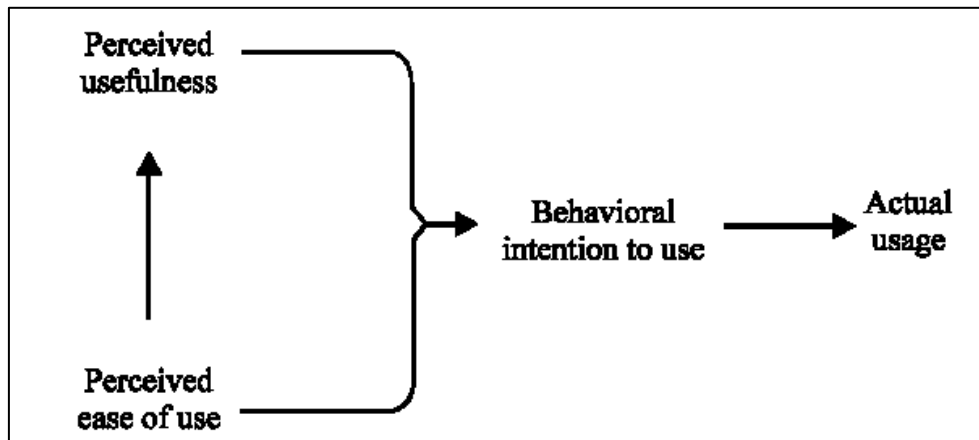 Perceived
usefulness
Behavioral
intention to use
Actual
usage
Perceived
ease of use